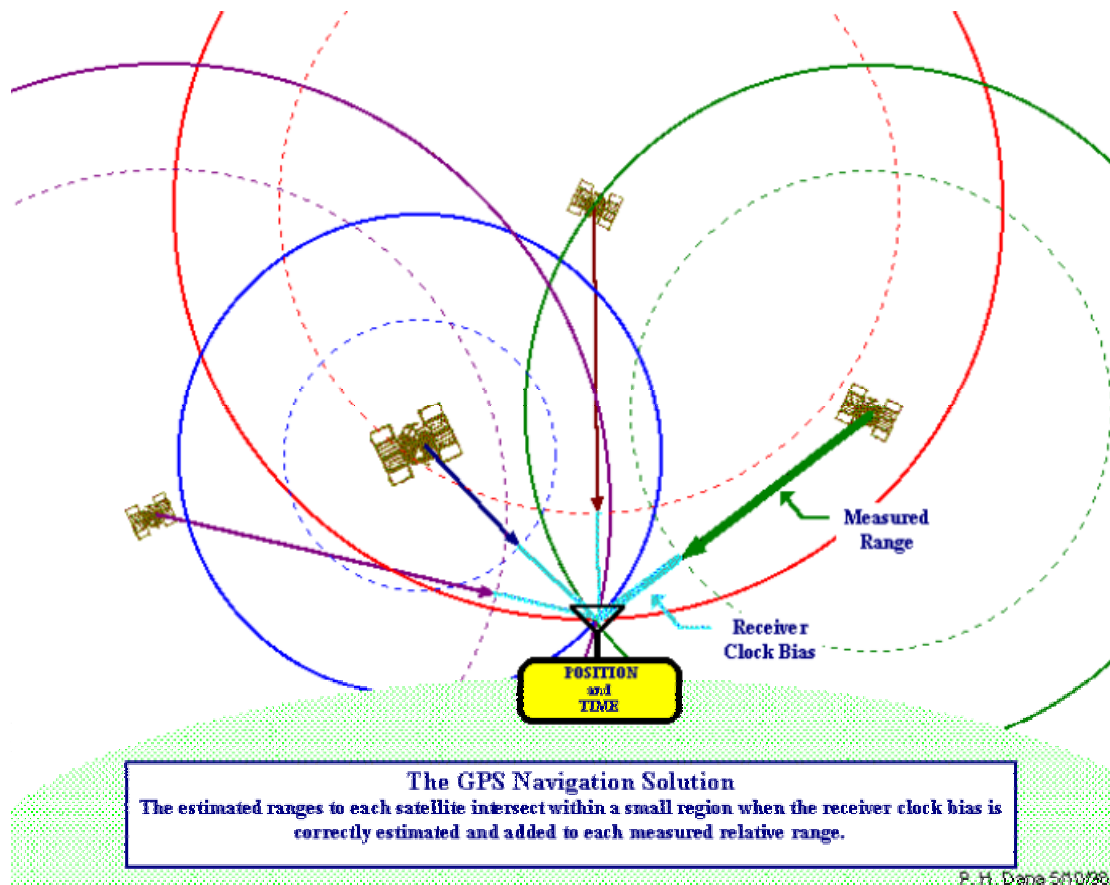 Measured
Range
Receiver
Clock Bias
POSITION
and
TIME
The GPS Navigation Solution
The estimated ranges to each satellite intersect within a small region when the receiver clock bias is
correctly estimated and added to each measured relative range.
P. H. Dana 5/10/98